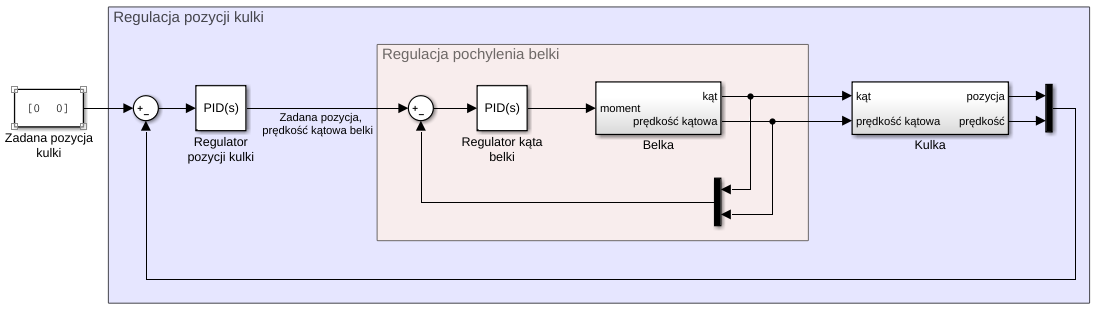 Regulacja pozycji kulki
Regulacja pochylenia belki
[0 0]
Zadana pozycja
kulki
+
−
PID(s)
Regulator
pozycji kulki
Zadana pozycja,
prędkość kątowa belki
+
−
PID(s)
Regulator kąta
belki
moment
kąt
prędkość kątowa
Belka
kąt
prędkość kątowa
pozycja
prędkość
Kulka